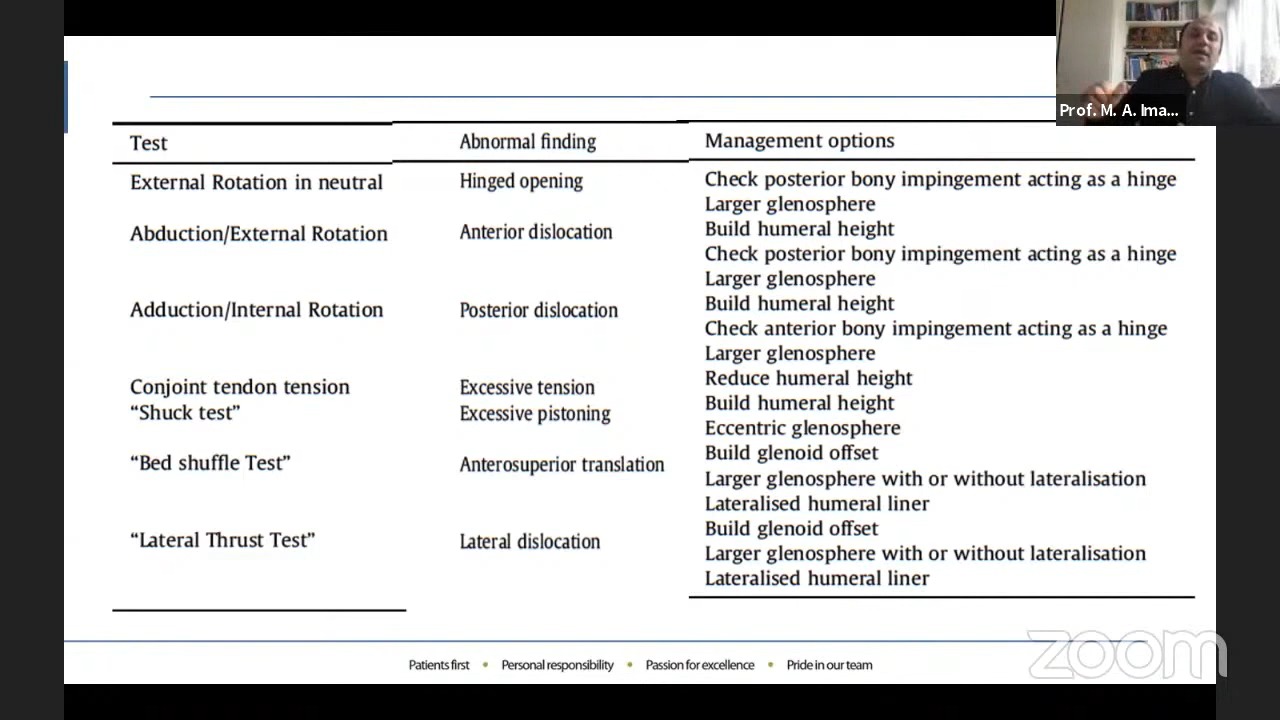 Prof. M. A. Ima...
Test Abnormal finding Management options
External Rotation in neutral Hinged opening Check posterior bony impingement acting as a hinge
Larger glenosphere
Abduction/External Rotation Anterior dislocation Build humeral height
Check posterior bony impingement acting as a hinge
Larger glenosphere
Adduction/Internal Rotation Posterior dislocation Build humeral height
Check anterior bony impingement acting as a hinge
Larger glenosphere
Conjoint tendon tension Excessive tension Reduce humeral height
“Shuck test” Excessive pistoning Build humeral height
Eccentric glenosphere
“Bed shuffle Test” Anterosuperior translation Build glenoid offset
Larger glenosphere with or without lateralisation
Lateralised humeral liner
“Lateral Thrust Test” Lateral dislocation Build glenoid offset
Larger glenosphere with or without lateralisation
Lateralised humeral liner
Patients first • Personal responsibility • Passion for excellence • Pride in our team
zoom